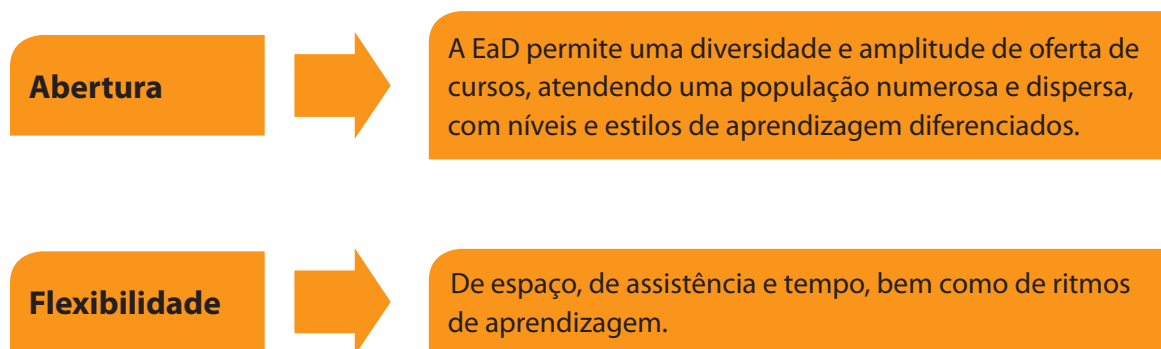 Abertura
A EaD permite uma diversidade e amplitude de oferta de
cursos, atendendo uma população numerosa e dispersa,
com níveis e estilos de aprendizagem diferenciados.
Flexibilidade
De espaço, de assistência e tempo, bem como de ritmos
de aprendizagem.